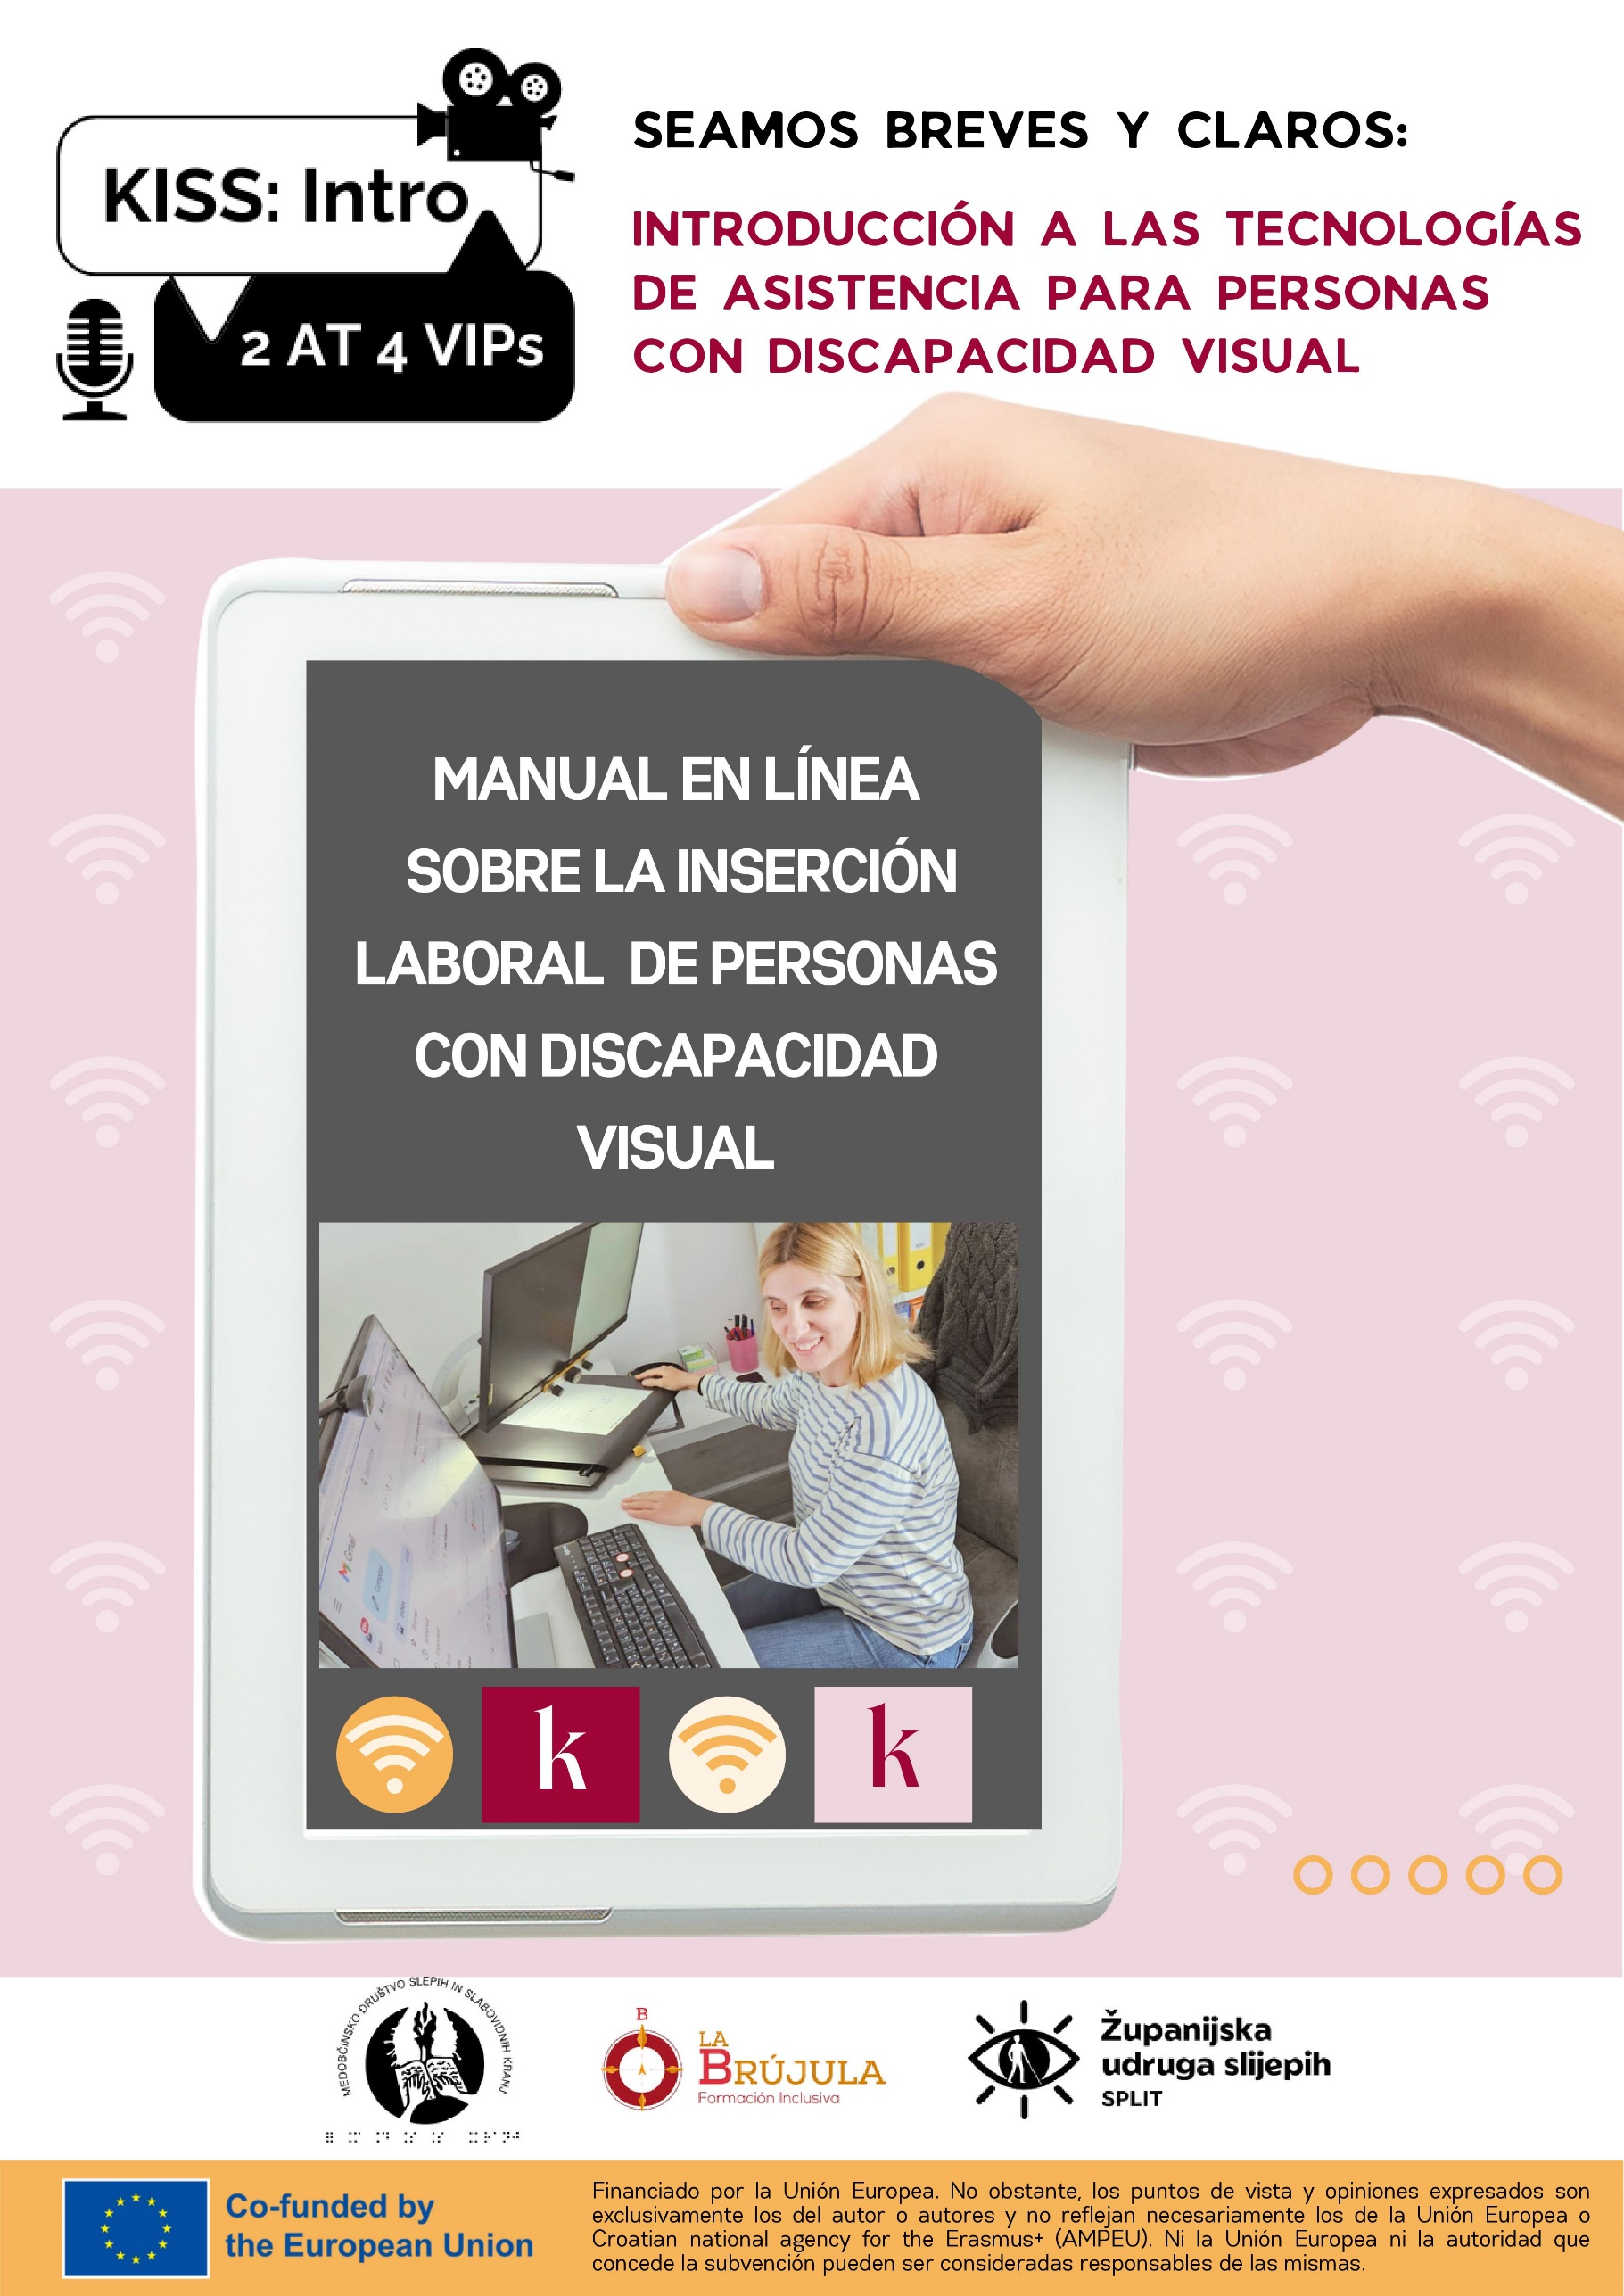 KISS: Intro
2 AT 4 VIPs
SEAMOS BREVES Y CLAROS:
INTRODUCCIÓN A LAS TECNOLOGÍAS
DE ASISTENCIA PARA PERSONAS
CON DISCAPACIDAD VISUAL
MANUAL EN LÍNEA
SOBRE LA INSERCIÓN
LABORAL DE PERSONAS
CON DISCAPACIDAD
VISUAL
Gmail
Compose
k
k
MEDOBČINSKO DRUŠTVO SLEPIH IN SLABOVIDNIH KRANJ
B
LA
BRÚJULA
Formación Inclusiva
Županijska
udruga slijepih
SPLIT
Co-funded by
the European Union
Financiado por la Unión Europea. No obstante, los puntos de vista y opiniones expresados son
exclusivamente los del autor o autores y no reflejan necesariamente los de la Unión Europea o
Croatian national agency for the Erasmus+ (AMPEU). Ni la Unión Europea ni la autoridad que
concede la subvención pueden ser consideradas responsables de las mismas.